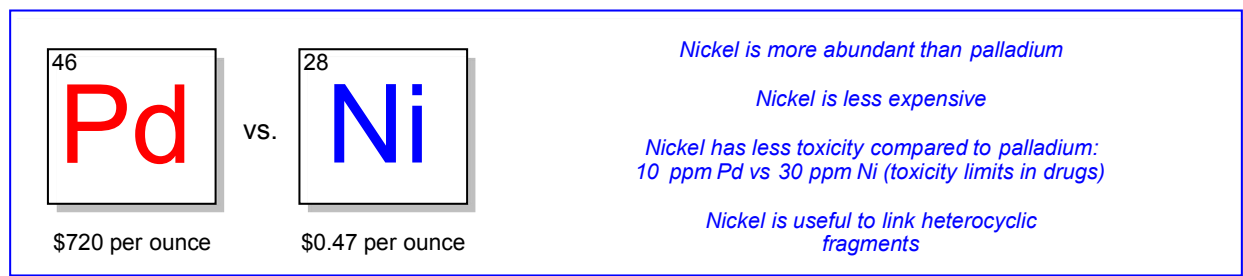 46
Pd
$720 per ounce
vs.
28
Ni
$0.47 per ounce
Nickel is more abundant than palladium
Nickel is less expensive
Nickel has less toxicity compared to palladium:
10 ppm Pd vs 30 ppm Ni (toxicity limits in drugs)
Nickel is useful to link heterocyclic
fragments